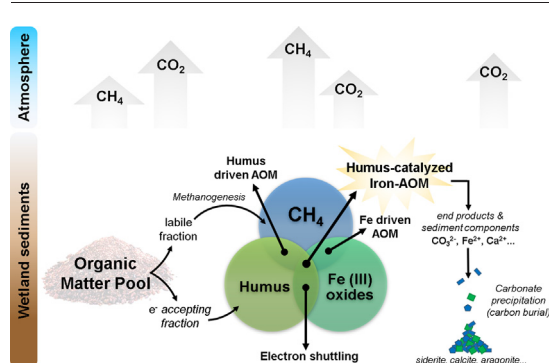 Atmosphere
CH4
CO2
CH4
CO2
CO2
Wetland sediments
Humus
driven AOM
Humus-catalyzed
Iron-AOM
Methanogenesis
labile
fraction
CH4
Fe driven
AOM
end products &
sediment components
CO3²⁻, Fe²⁺, Ca²⁺...
Organic
Matter Pool
Humus
Fe (III)
oxides
e⁻ accepting
fraction
Carbonate
precipitation
(carbon burial)
Electron shuttling
siderite, calcite, aragonite...